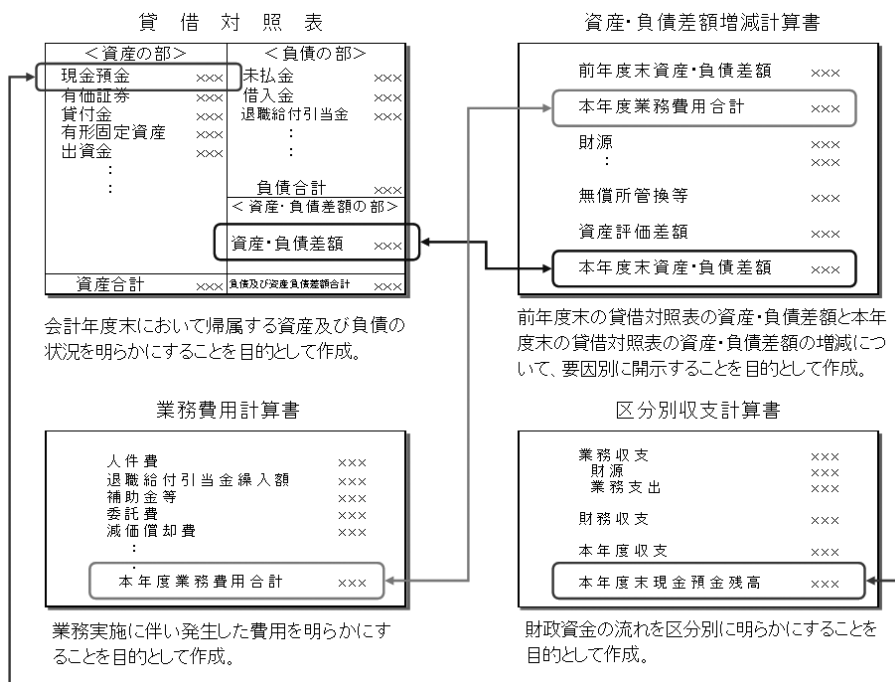 貸借対照表
<資産の部>
現金預金 ×××
有価証券 ×××
貸付金 ×××
有形固定資産 ×××
出資金 ×××
:
:
資産合計 ×××
<負債の部>
未払金 ×××
借入金 ×××
退職給付引当金 ×××
:
:
負債合計 ×××
<資産・負債差額の部>
資産・負債差額 ×××
負債及び資産・負債差額合計 ×××
会計年度末において帰属する資産及び負債の
状況を明らかにすることを目的として作成。
資産・負債差額増減計算書
前年度末資産・負債差額 ×××
本年度業務費用合計 ×××
財源 ×××
: ×××
無償所管換等 ×××
資産評価差額 ×××
本年度末資産・負債差額 ×××
前年度末の貸借対照表の資産・負債差額と本年
度末の貸借対照表の資産・負債差額の増減につ
いて、要因別に開示することを目的として作成。
業務費用計算書
人件費 ×××
退職給付引当金繰入額 ×××
補助金等 ×××
委託費 ×××
減価償却費 ×××
:
:
本年度業務費用合計 ×××
業務実施に伴い発生した費用を明らかにす
ることを目的として作成。
区分別収支計算書
業務収支 ×××
財源 ×××
業務支出 ×××
財務収支 ×××
本年度収支 ×××
本年度末現金預金残高 ×××
財政資金の流れを区分別に明らかにすることを
目的として作成。